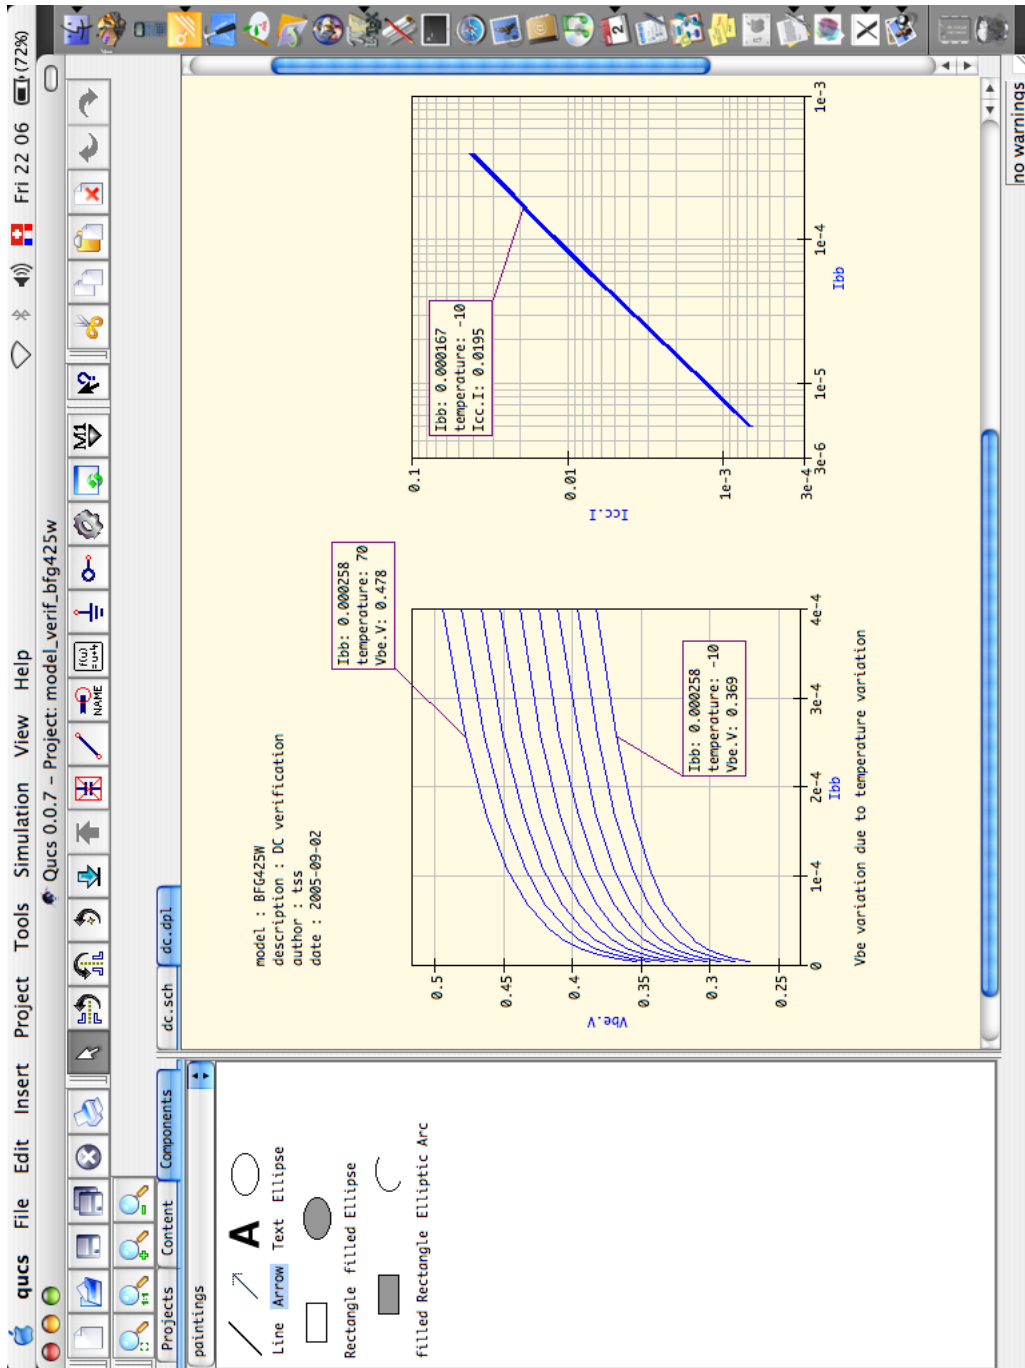 qucs File Edit Insert Project Tools Simulation View Help Fri 22 06 (72%)
Qucs 0.0.7 - Project: model_verif_bfg425w
NAME
f(ω)
=u+4
M1
1:1
Projects Content Components
dc.sch dc.dpl
paintings
Line Arrow Text Ellipse
Rectangle filled Ellipse
filled Rectangle Elliptic Arc
model : BFG425W
description : DC verification
author : tss
date : 2005-09-02
Ibb: 0.000258
temperature: 70
Vbe.V: 0.478
0.5
0.45
0.4
0.35
0.3
0.25
Vbe.V
Ibb: 0.000258
temperature: -10
Vbe.V: 0.369
0 1e-4 2e-4 3e-4 4e-4
Ibb
Vbe variation due to temperature variation
Ibb: 0.000167
temperature: -10
Icc.I: 0.0195
0.1
0.01
1e-3
3e-4
Icc.I
3e-6 1e-5 1e-4 1e-3
Ibb
2
no warnings